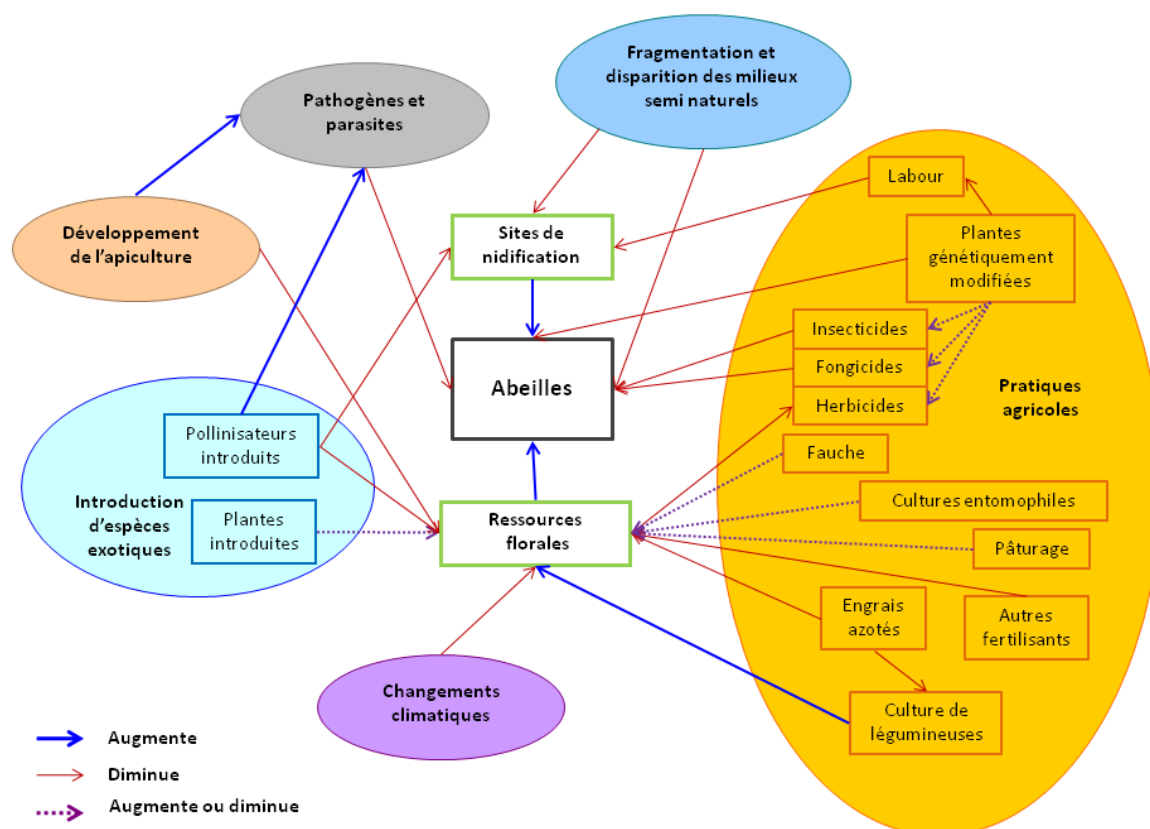 Fragmentation et
disparition des milieux
semi naturels
Pathogènes et
parasites
Labour
Développement
de l'apiculture
Sites de
nidification
Plantes
génétiquement
modifiées
Insecticides
Abeilles
Fongicides
Pratiques
agricoles
Herbicides
Pollinisateurs
introduits
Fauche
Introduction
d'espèces
exotiques
Plantes
introduites
Ressources
florales
Cultures entomophiles
Pâturage
Engrais
azotés
Autres
fertilisants
Changements
climatiques
Culture de
légumineuses
Augmente
Diminue
Augmente ou diminue